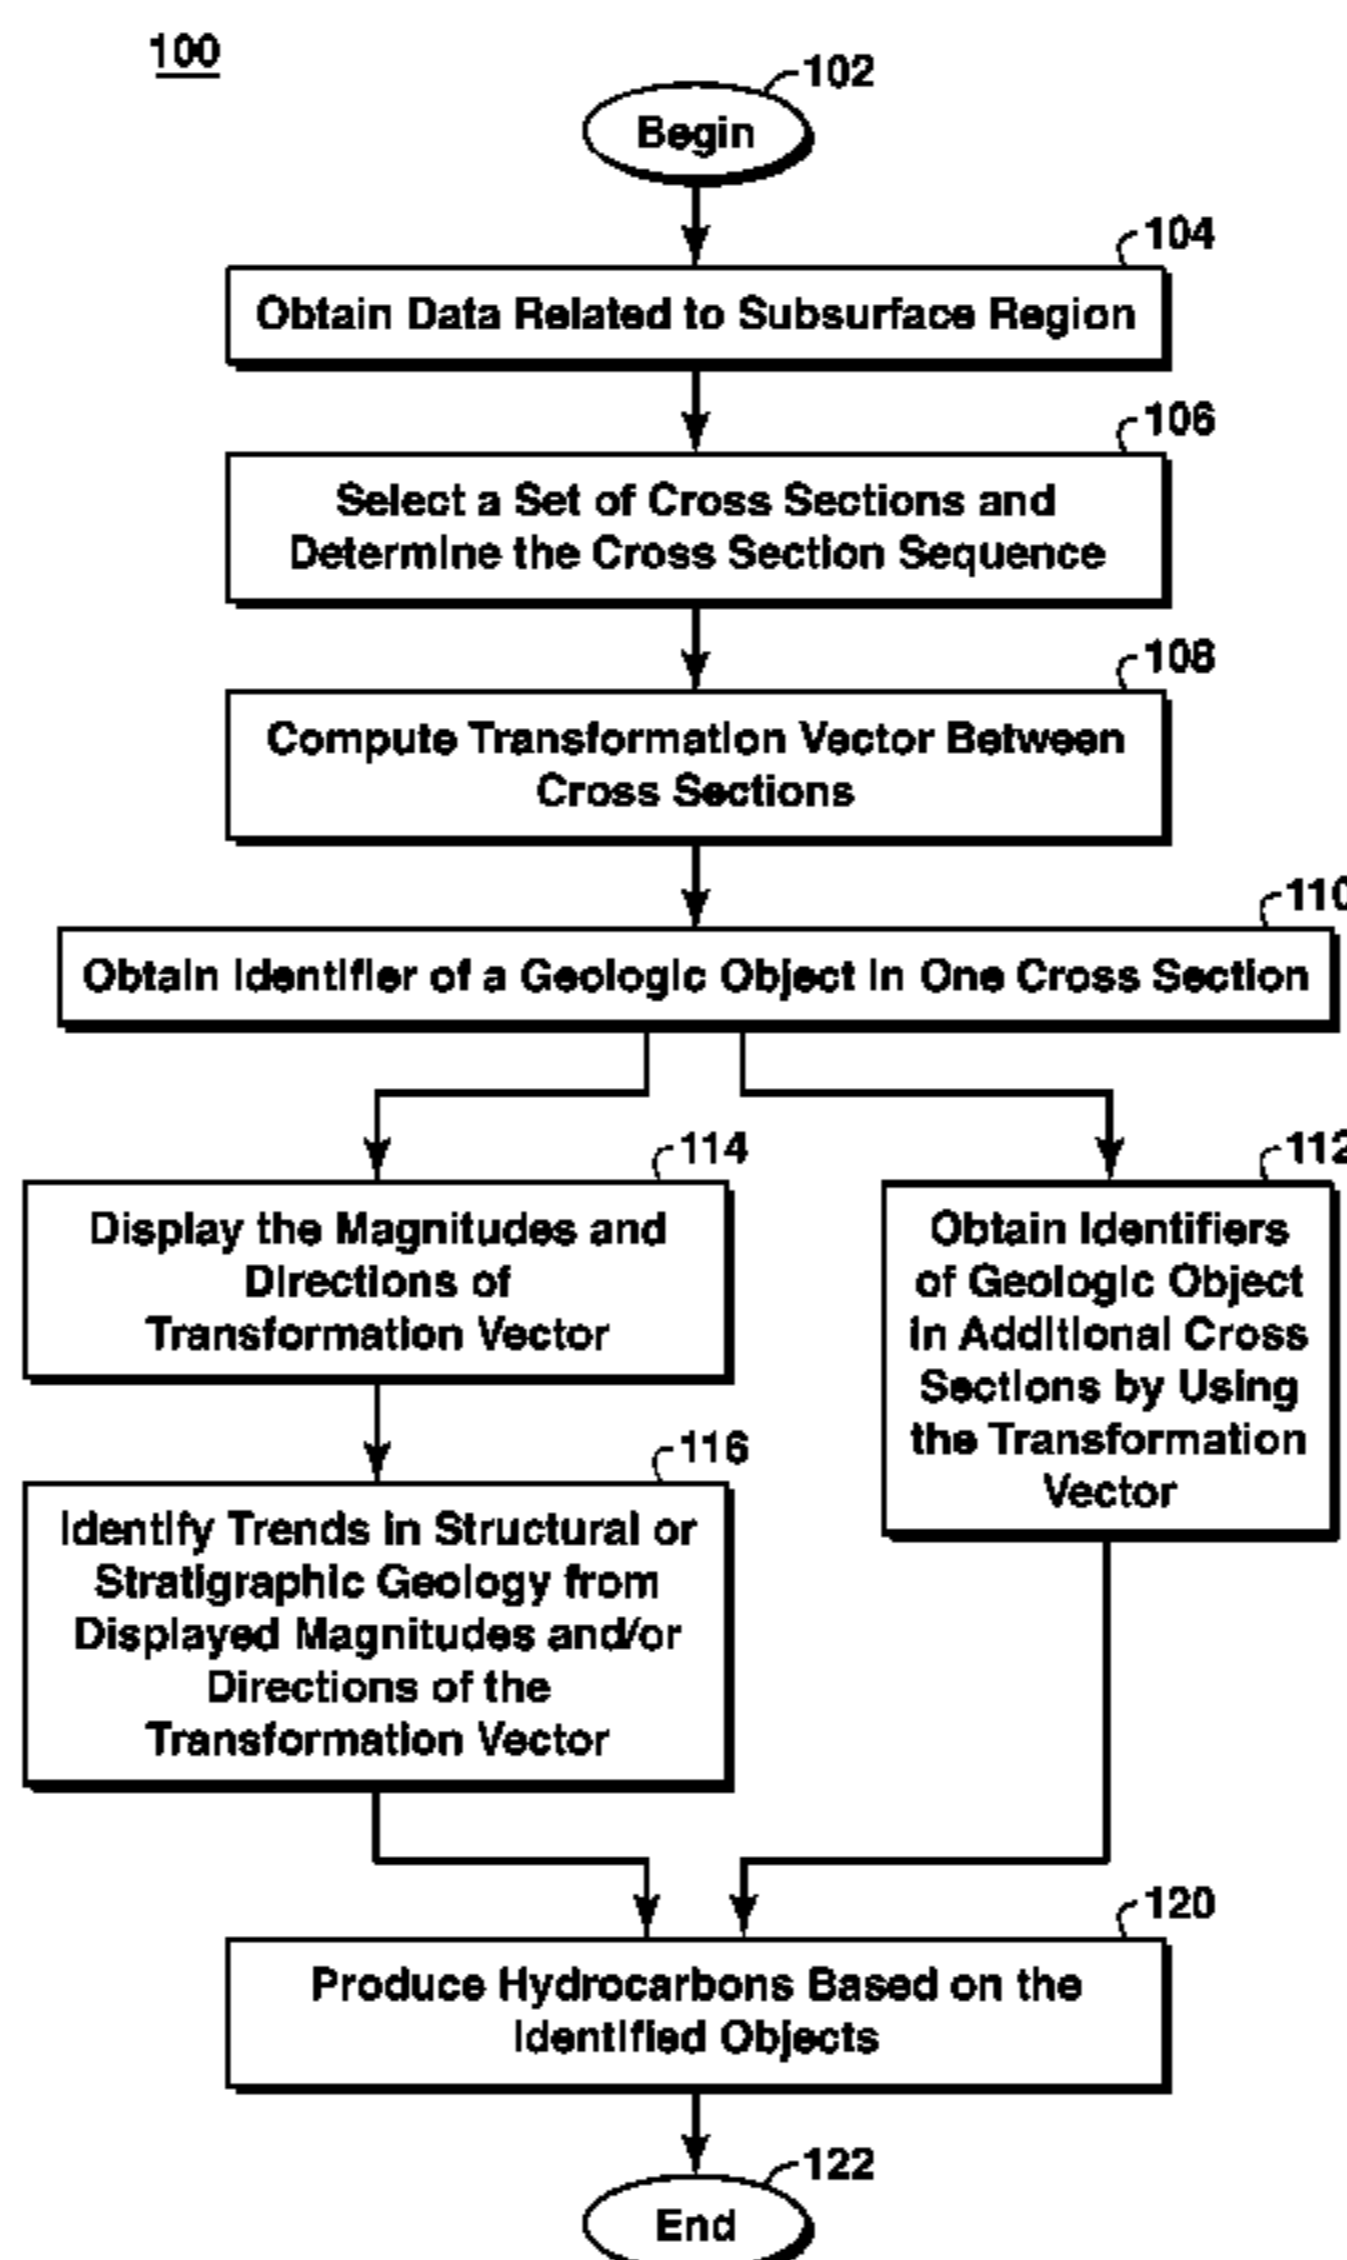 100
102
Begin
104
Obtain Data Related to Subsurface Region
106
Select a Set of Cross Sections and
Determine the Cross Section Sequence
108
Compute Transformation Vector Between
Cross Sections
110
Obtain Identifier of a Geologic Object in One Cross Section
114
Display the Magnitudes and
Directions of
Transformation Vector
112
Obtain Identifiers
of Geologic Object
in Additional Cross
Sections by Using
the Transformation
Vector
116
Identify Trends in Structural or
Stratigraphic Geology from
Displayed Magnitudes and/or
Directions of the
Transformation Vector
120
Produce Hydrocarbons Based on the
Identified Objects
122
End